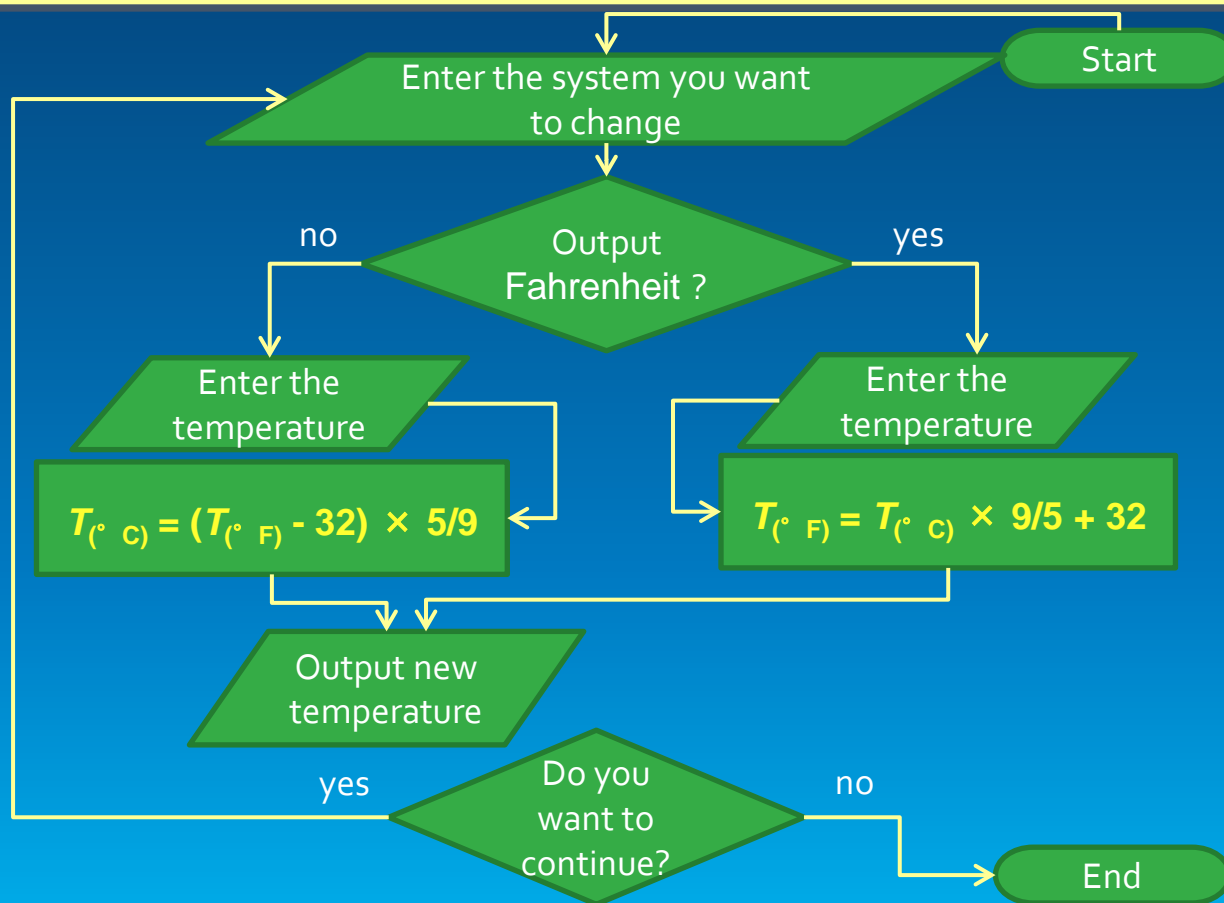 Start
Enter the system you want
to change
no
yes
Output
Fahrenheit ?
Enter the
temperature
Enter the
temperature
T(° C) = (T(° F) - 32) × 5/9
T(° F) = T(° C) × 9/5 + 32
Output new
temperature
yes
Do you
want to
continue?
no
End